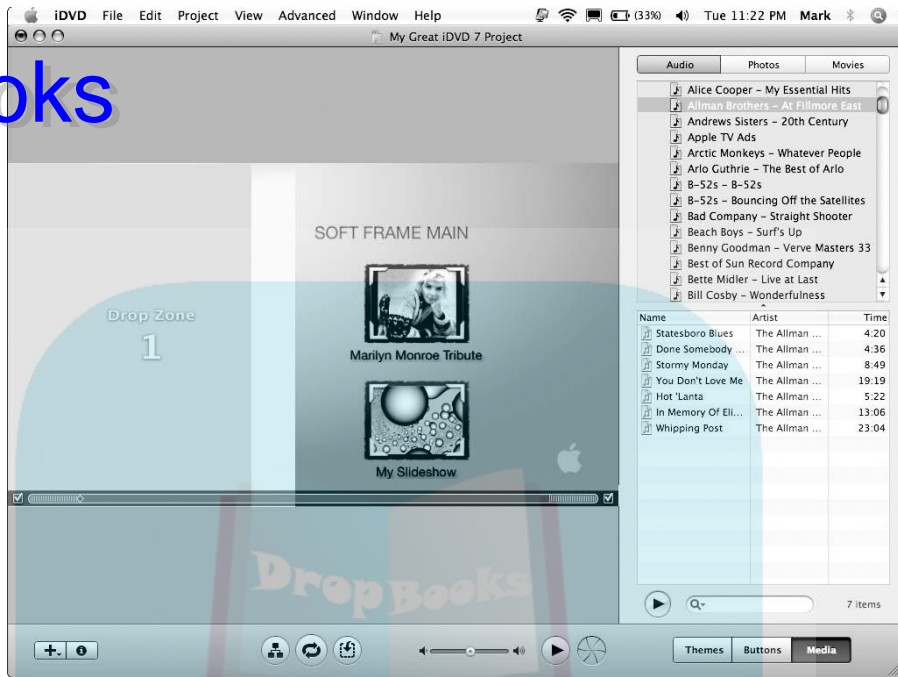 iDVD File Edit Project View Advanced Window Help (33%) Tue 11:22 PM Mark
My Great iDVD 7 Project
oks
Audio Photos Movies
Alice Cooper – My Essential Hits
Allman Brothers – At Fillmore East
Andrews Sisters – 20th Century
Apple TV Ads
Arctic Monkeys – Whatever People
Arlo Guthrie – The Best of Arlo
B–52s – B–52s
B–52s – Bouncing Off the Satellites
Bad Company – Straight Shooter
Beach Boys – Surf's Up
Benny Goodman – Verve Masters 33
Best of Sun Record Company
Bette Midler – Live at Last
Bill Cosby – Wonderfulness
SOFT FRAME MAIN
Drop Zone
1
Marilyn Monroe Tribute
My Slideshow
Name Artist Time
Statesboro Blues The Allman ... 4:20
Done Somebody ... The Allman ... 4:36
Stormy Monday The Allman ... 8:49
You Don't Love Me The Allman ... 19:19
Hot 'Lanta The Allman ... 5:22
In Memory Of Eli... The Allman ... 13:06
Whipping Post The Allman ... 23:04
DropBooks
7 items
Themes Buttons Media